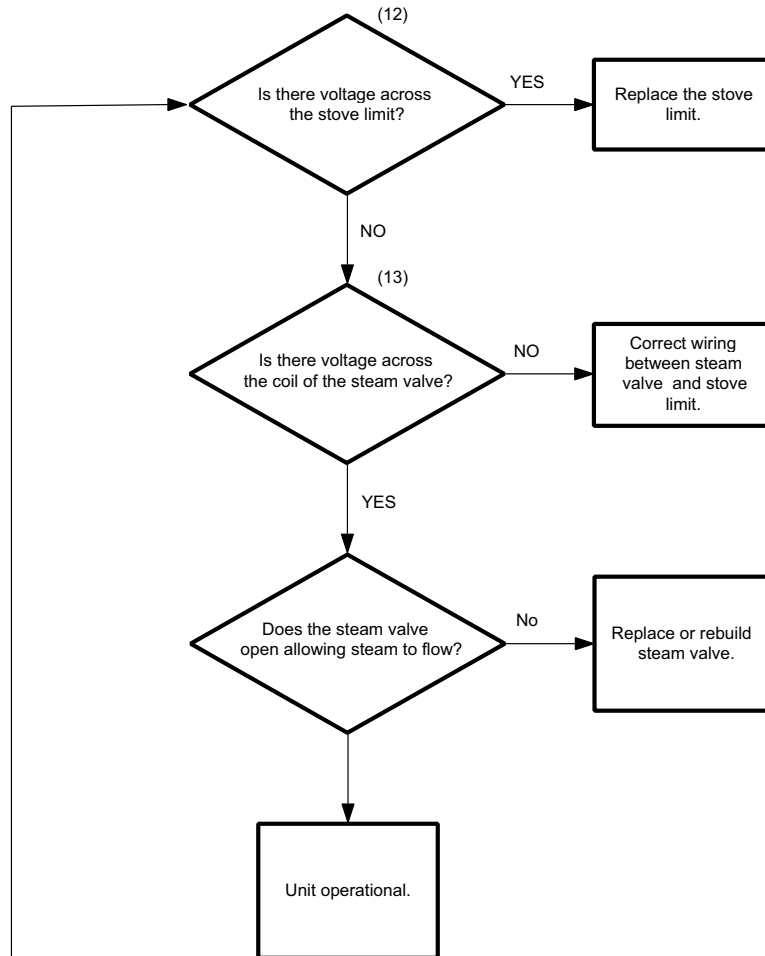 (12)
Is there voltage across
the stove limit?
YES
Replace the stove
limit.
NO
(13)
Is there voltage across
the coil of the steam valve?
NO
Correct wiring
between steam
valve and stove
limit.
YES
Does the steam valve
open allowing steam to flow?
No
Replace or rebuild
steam valve.
Unit operational.